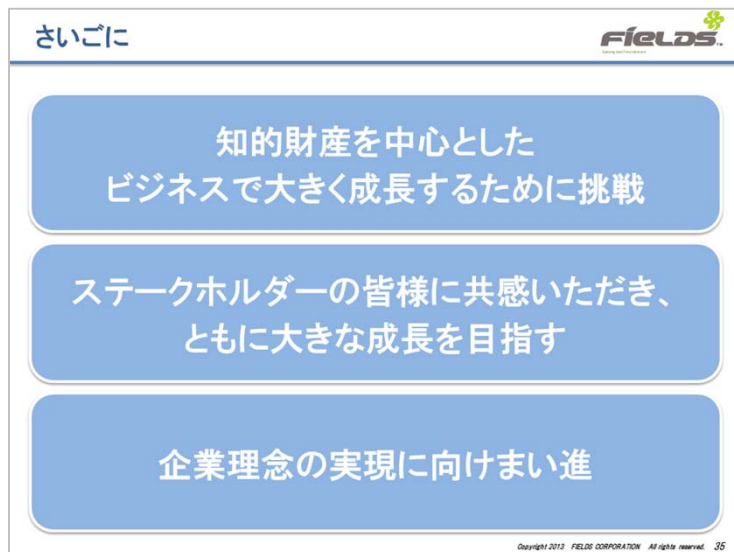 さいごに
FIELDS
知的財産を中心とした
ビジネスで大きく成長するために挑戦
ステークホルダーの皆様に共感いただき、
ともに大きな成長を目指す
企業理念の実現に向けまい進
Copyright 2013 FIELDS CORPORATION All rights reserved. 35